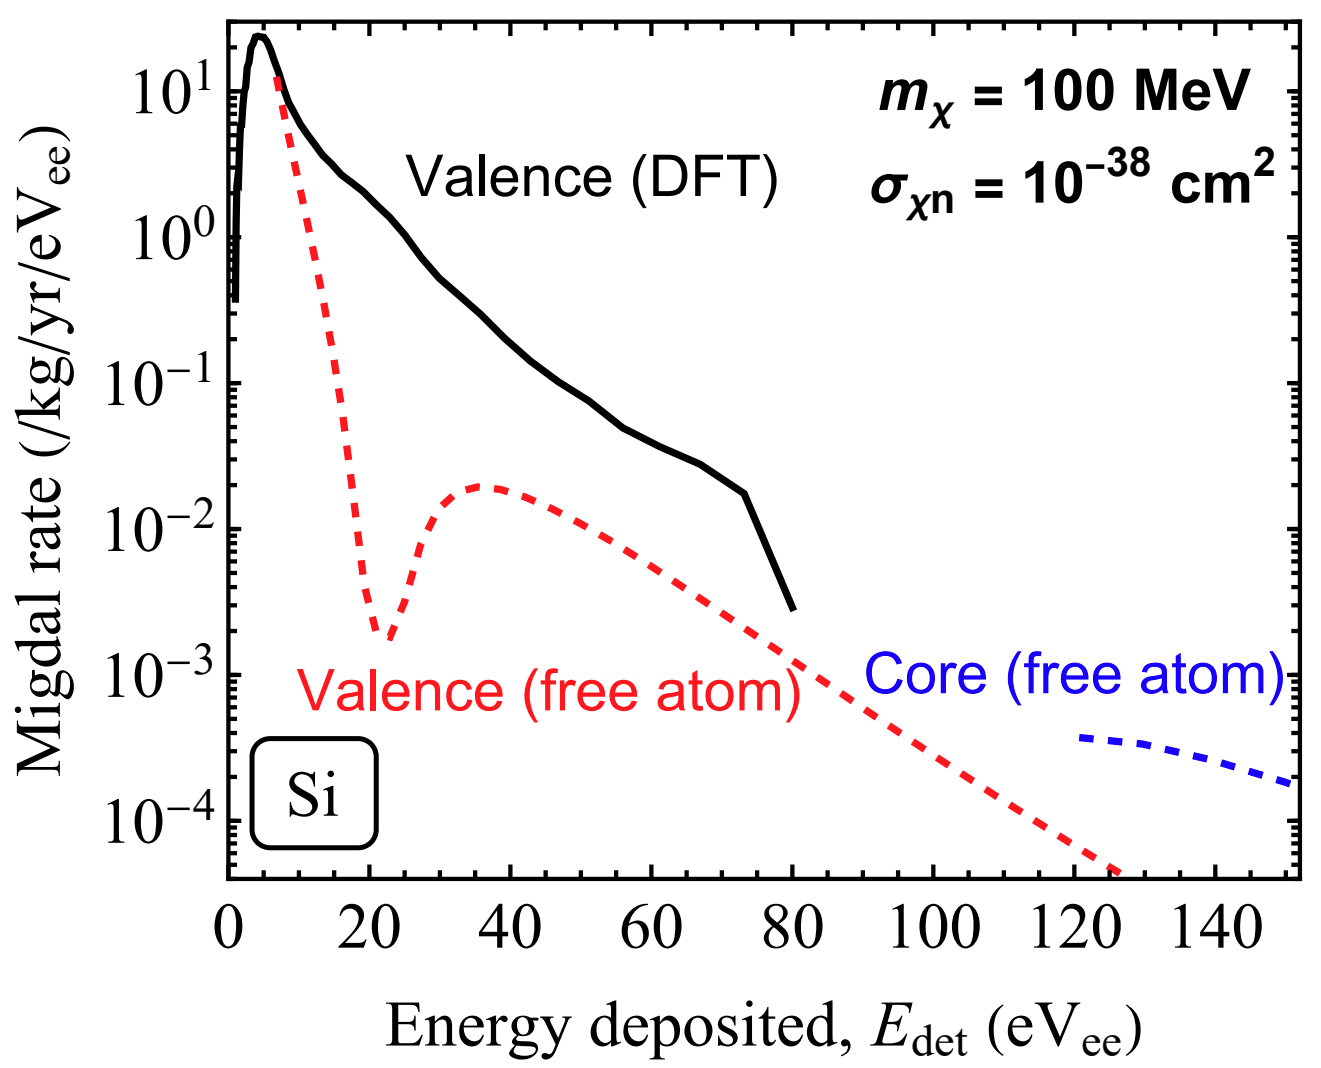 m_χ = 100 MeV
σ_χn = 10^−38 cm^2
Valence (DFT)
Valence (free atom)
Core (free atom)
Si
Migdal rate (/kg/yr/eV_ee)
10^1
10^0
10^−1
10^−2
10^−3
10^−4
0 20 40 60 80 100 120 140
Energy deposited, E_det (eV_ee)